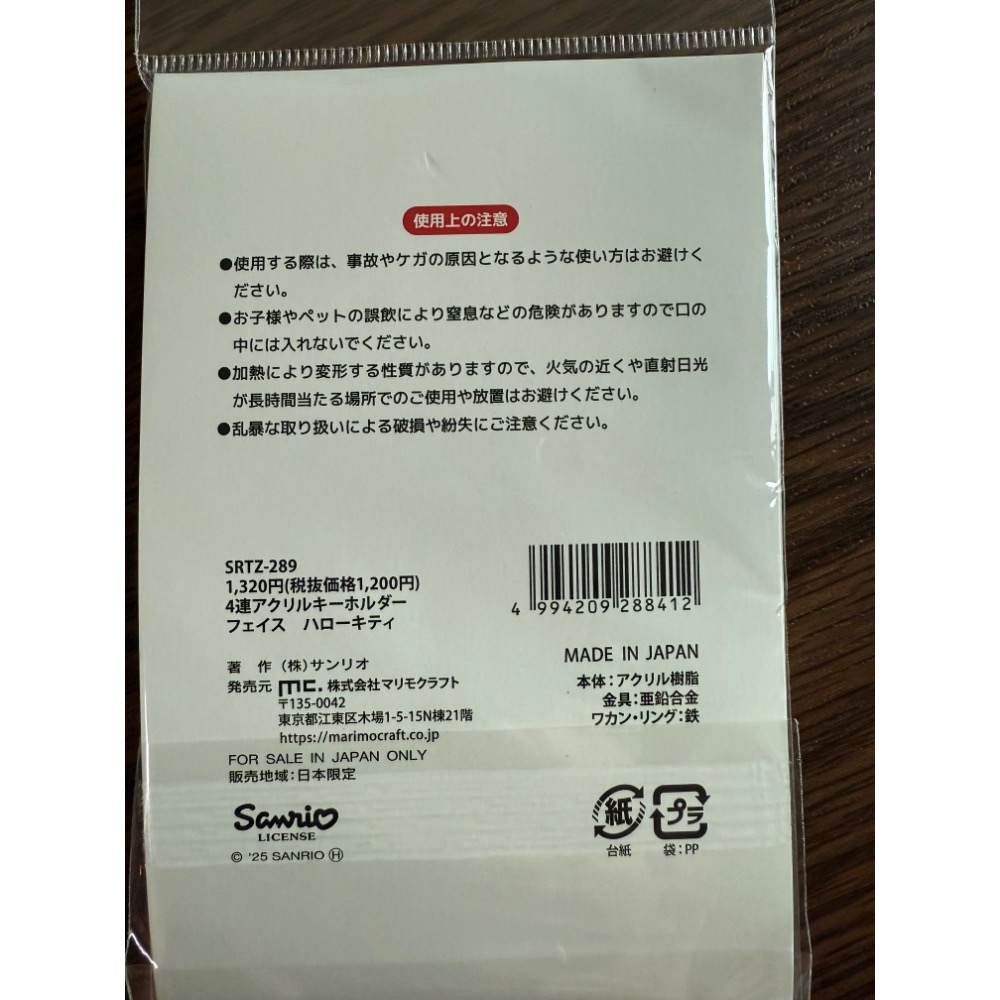 使用上の注意
●使用する際は、事故やケガの原因となるような使い方はお避けく
ださい。
●お子様やペットの誤飲により窒息などの危険がありますので口の
中には入れないでください。
●加熱により変形する性質がありますので、火気の近くや直射日光
が長時間当たる場所でのご使用や放置はお避けください。
●乱暴な取り扱いによる破損や紛失にご注意ください。
SRTZ-289
1,320円(税抜価格1,200円)
4連アクリルキーホルダー
フェイス　ハローキティ
4 994209 288412
著　作 (株)サンリオ
発売元 mc. 株式会社マリモクラフト
〒135-0042
東京都江東区木場1-5-15N棟21階
https://marimocraft.co.jp
FOR SALE IN JAPAN ONLY
販売地域:日本限定
MADE IN JAPAN
本体:アクリル樹脂
金具:亜鉛合金
ワカン・リング:鉄
Sanrio
LICENSE
© '25 SANRIO Ⓗ
紙 プラ
台紙 袋:PP